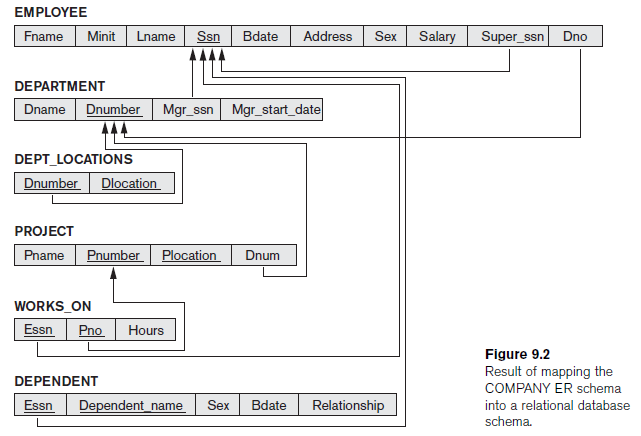 EMPLOYEE
Fname Minit Lname Ssn Bdate Address Sex Salary Super_ssn Dno
DEPARTMENT
Dname Dnumber Mgr_ssn Mgr_start_date
DEPT_LOCATIONS
Dnumber Dlocation
PROJECT
Pname Pnumber Plocation Dnum
WORKS_ON
Essn Pno Hours
DEPENDENT
Essn Dependent_name Sex Bdate Relationship
Figure 9.2
Result of mapping the
COMPANY ER schema
into a relational database
schema.